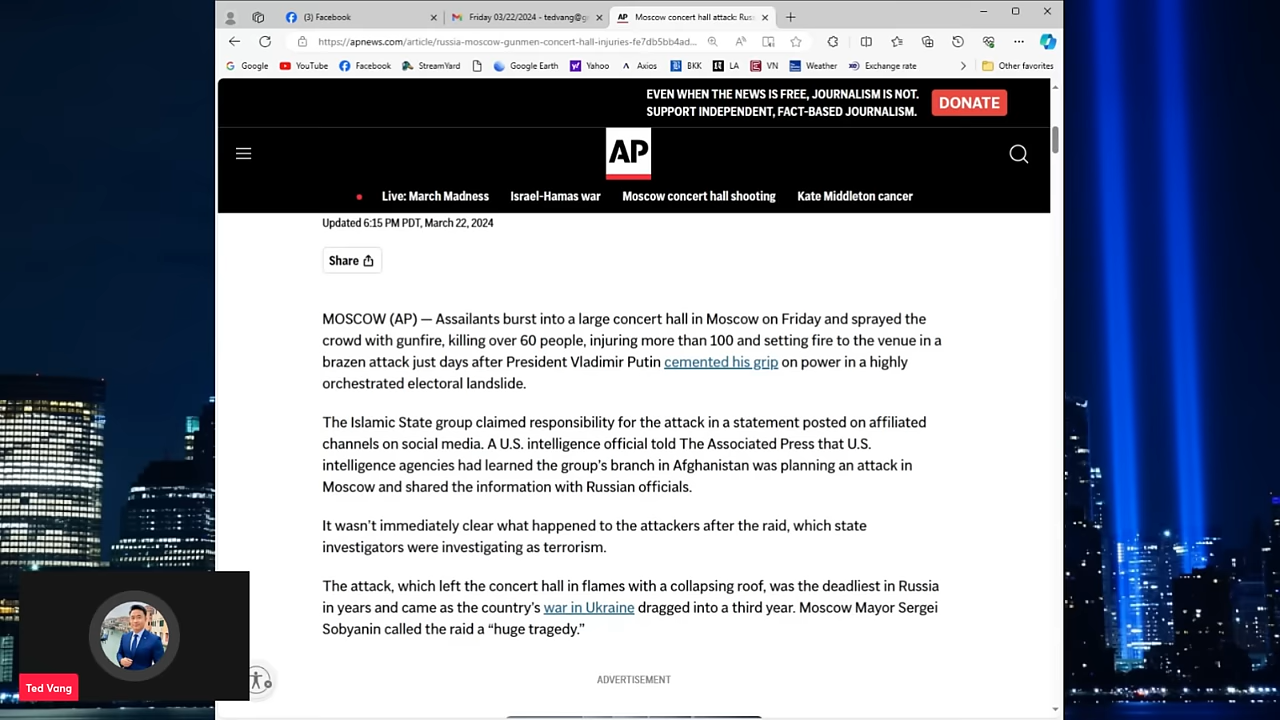 (3) Facebook
Friday 03/22/2024 - tedvang@g
AP Moscow concert hall attack: Rus
https://apnews.com/article/russia-moscow-gunmen-concert-hall-injuries-fe7db5bb4ad...
Google YouTube Facebook StreamYard Google Earth Yahoo Axios BKK LA VN Weather Exchange rate Other favorites
EVEN WHEN THE NEWS IS FREE, JOURNALISM IS NOT.
SUPPORT INDEPENDENT, FACT-BASED JOURNALISM.
DONATE
AP
Live: March Madness Israel-Hamas war Moscow concert hall shooting Kate Middleton cancer
Updated 6:15 PM PDT, March 22, 2024
Share
MOSCOW (AP) — Assailants burst into a large concert hall in Moscow on Friday and sprayed the
crowd with gunfire, killing over 60 people, injuring more than 100 and setting fire to the venue in a
brazen attack just days after President Vladimir Putin cemented his grip on power in a highly
orchestrated electoral landslide.
The Islamic State group claimed responsibility for the attack in a statement posted on affiliated
channels on social media. A U.S. intelligence official told The Associated Press that U.S.
intelligence agencies had learned the group's branch in Afghanistan was planning an attack in
Moscow and shared the information with Russian officials.
It wasn't immediately clear what happened to the attackers after the raid, which state
investigators were investigating as terrorism.
The attack, which left the concert hall in flames with a collapsing roof, was the deadliest in Russia
in years and came as the country's war in Ukraine dragged into a third year. Moscow Mayor Sergei
Sobyanin called the raid a “huge tragedy.”
ADVERTISEMENT
Ted Vang